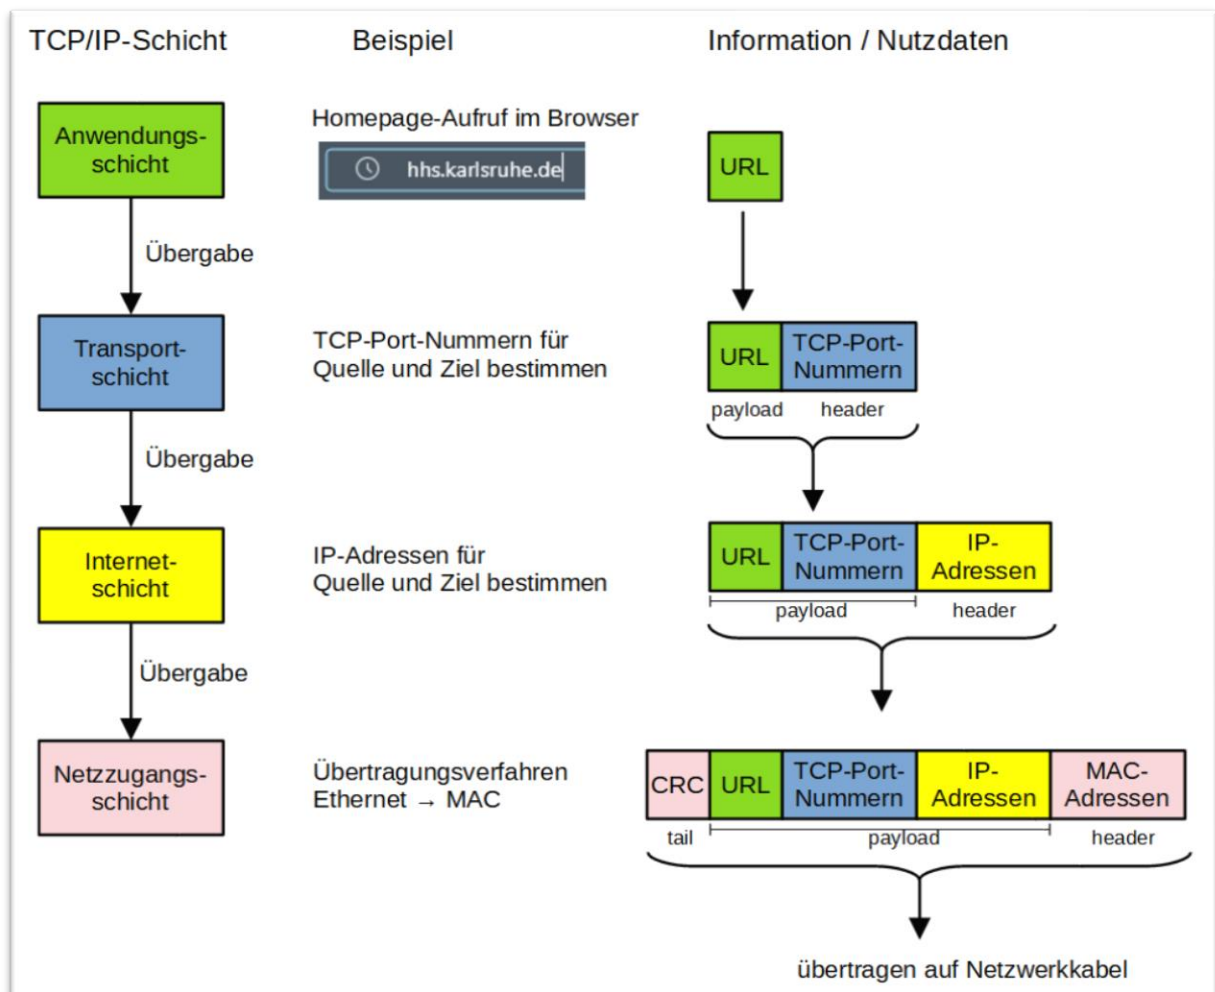 TCP/IP-Schicht
Beispiel
Information / Nutzdaten
Anwendungs-
schicht
Homepage-Aufruf im Browser
hhs.karlsruhe.de
URL
Übergabe
Transport-
schicht
TCP-Port-Nummern für
Quelle und Ziel bestimmen
URL
TCP-Port-
Nummern
payload
header
Übergabe
Internet-
schicht
IP-Adressen für
Quelle und Ziel bestimmen
URL
TCP-Port-
Nummern
IP-
Adressen
payload
header
Übergabe
Netzzugangs-
schicht
Übertragungsverfahren
Ethernet → MAC
CRC
URL
TCP-Port-
Nummern
IP-
Adressen
MAC-
Adressen
tail
payload
header
übertragen auf Netzwerkkabel